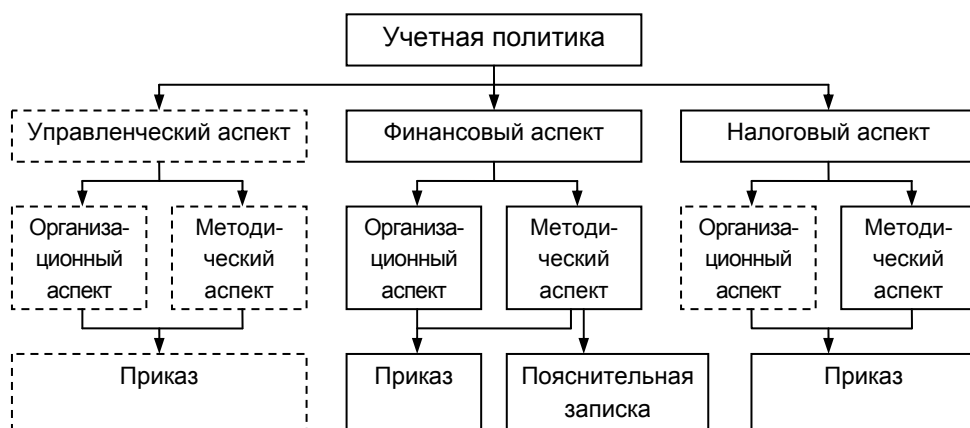 Учетная политика
Управленческий аспект
Финансовый аспект
Налоговый аспект
Организа-
ционный
аспект
Методи-
ческий
аспект
Организа-
ционный
аспект
Методи-
ческий
аспект
Организа-
ционный
аспект
Методи-
ческий
аспект
Приказ
Приказ
Пояснительная
записка
Приказ